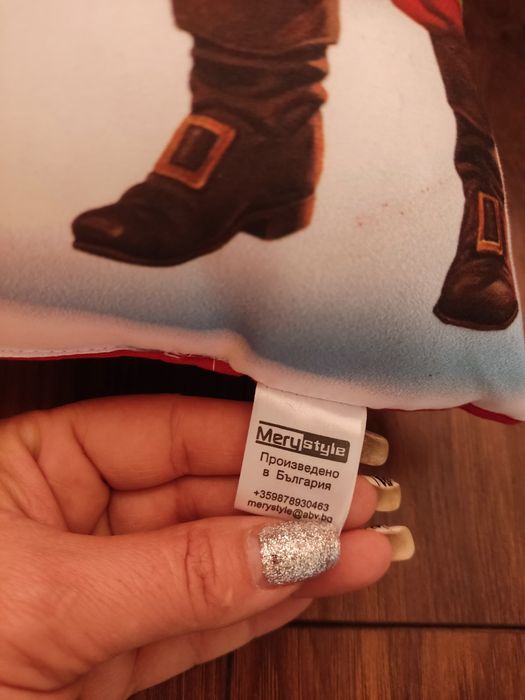 Merystyle
Произведено
в България
+359878930463
merystyle@abv.bg